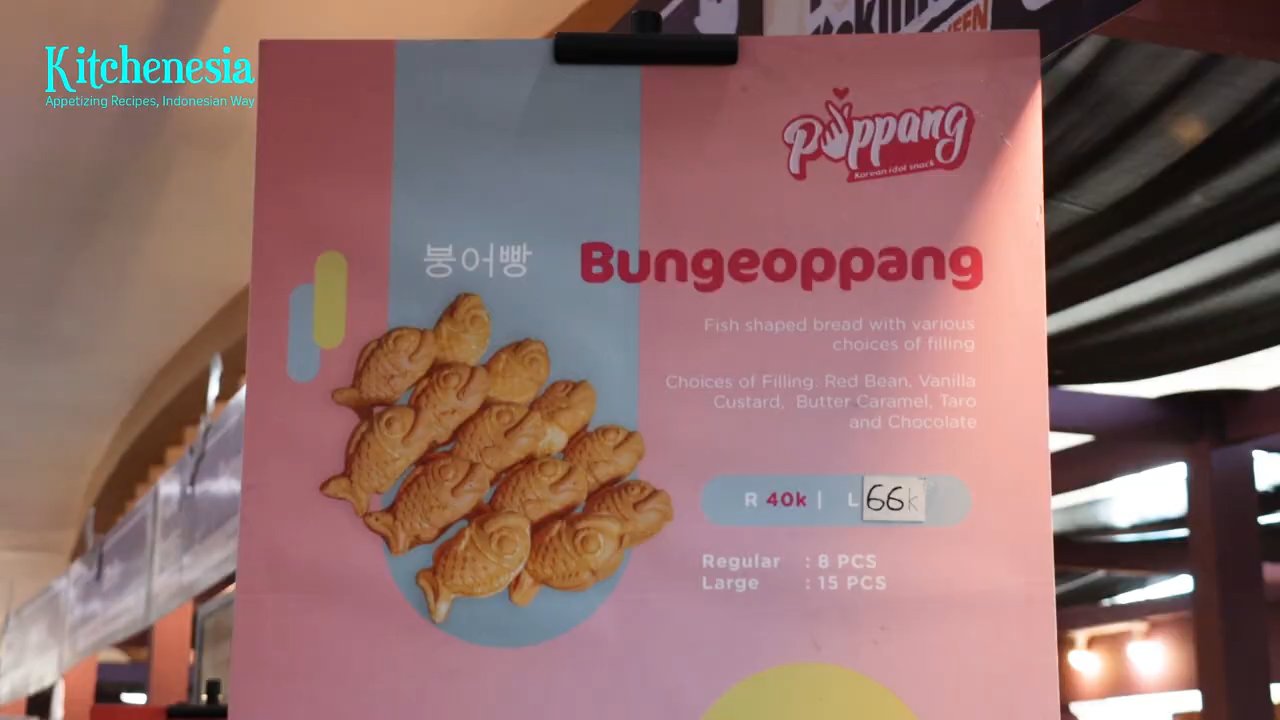 Kitchenesia
Appetizing Recipes, Indonesian Way
Poppang
Korean idol snack
붕어빵
Bungeoppang
Fish shaped bread with various
choices of filling
Choices of Filling: Red Bean, Vanilla
Custard, Butter Caramel, Taro
and Chocolate
R 40k | L 66k
Regular : 8 PCS
Large : 15 PCS